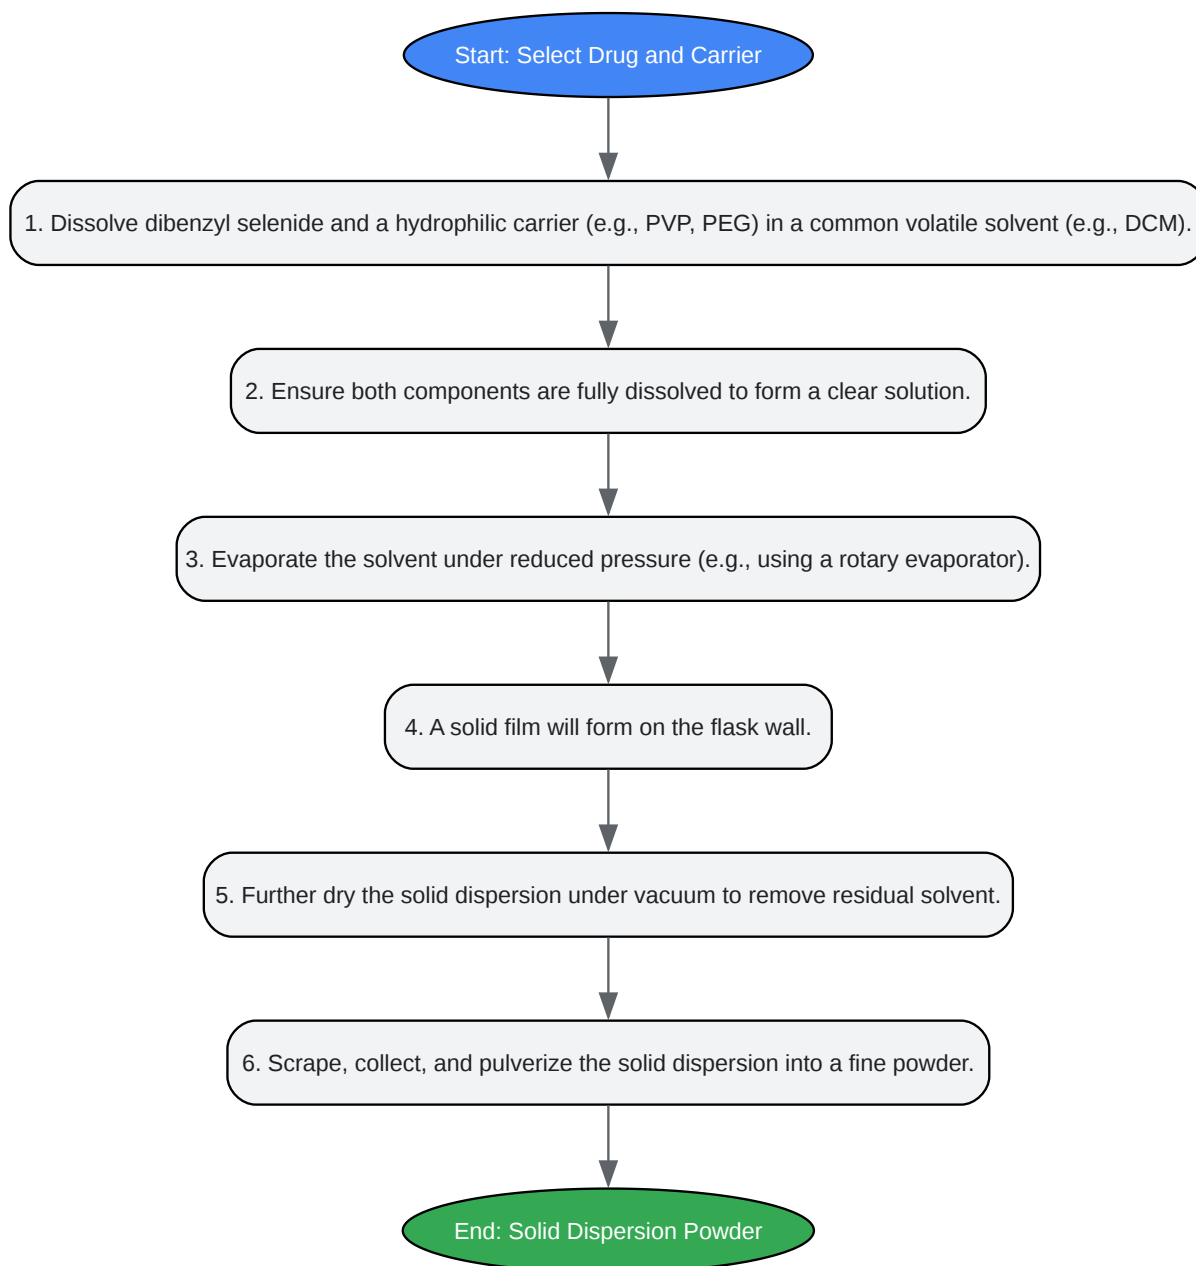 Start: Select Drug and Carrier
1. Dissolve dibenzyl selenide and a hydrophilic carrier (e.g., PVP, PEG) in a common volatile solvent (e.g., DCM).
2. Ensure both components are fully dissolved to form a clear solution.
3. Evaporate the solvent under reduced pressure (e.g., using a rotary evaporator).
4. A solid film will form on the flask wall.
5. Further dry the solid dispersion under vacuum to remove residual solvent.
6. Scrape, collect, and pulverize the solid dispersion into a fine powder.
End: Solid Dispersion Powder